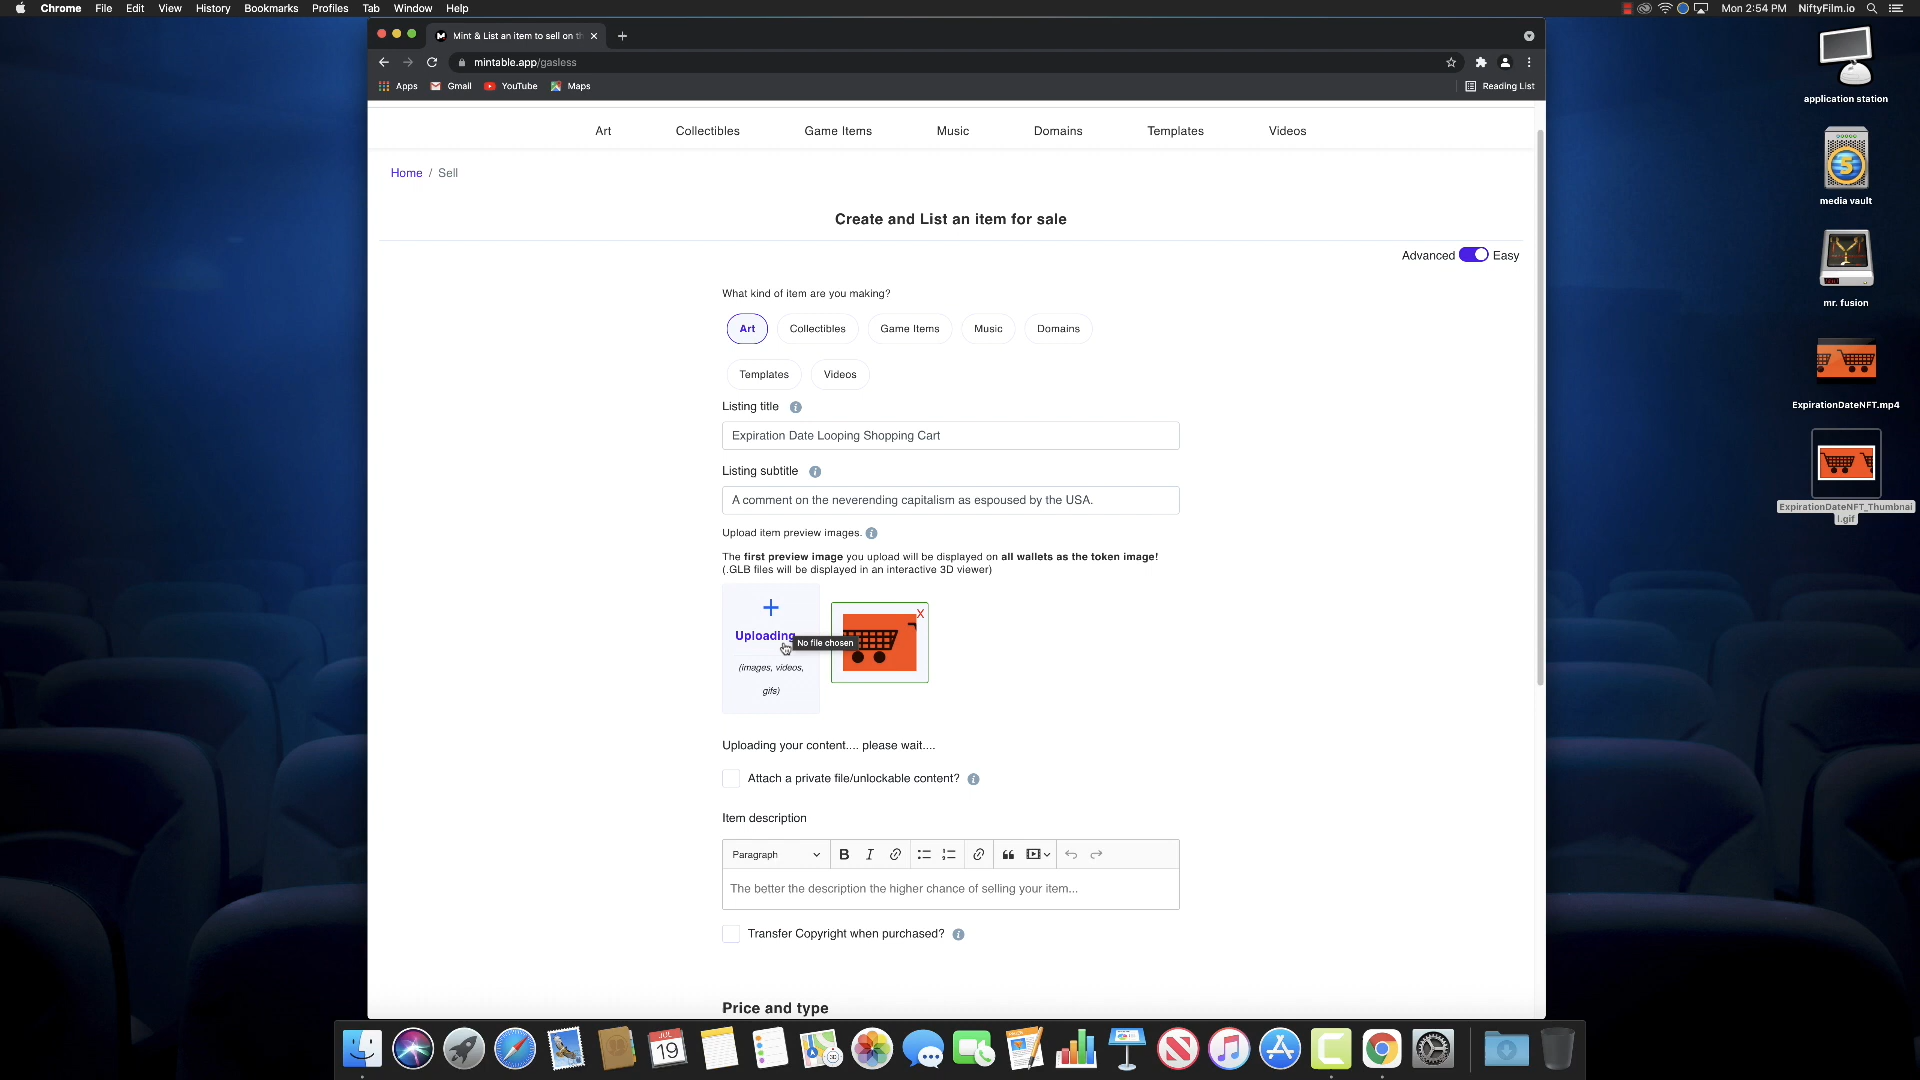 Chrome File Edit View History Bookmarks Profiles Tab Window Help
Mon 2:54 PM NiftyFilm.io
Mint & List an item to sell on th
mintable.app/gasless
Apps Gmail YouTube Maps
Reading List
Art Collectibles Game Items Music Domains Templates Videos
Home / Sell
Create and List an item for sale
Advanced Easy
What kind of item are you making?
Art Collectibles Game Items Music Domains
Templates Videos
Listing title
Expiration Date Looping Shopping Cart
Listing subtitle
A comment on the neverending capitalism as espoused by the USA.
Upload item preview images.
The first preview image you upload will be displayed on all wallets as the token image!
(.GLB files will be displayed in an interactive 3D viewer)
Uploading
No file chosen
X
(images, videos,
gifs)
Uploading your content.... please wait....
Attach a private file/unlockable content?
Item description
Paragraph
B I
The better the description the higher chance of selling your item...
Transfer Copyright when purchased?
Price and type
application station
media vault
mr. fusion
ExpirationDateNFT.mp4
ExpirationDateNFT_Thumbnai
l.gif
JUL
19